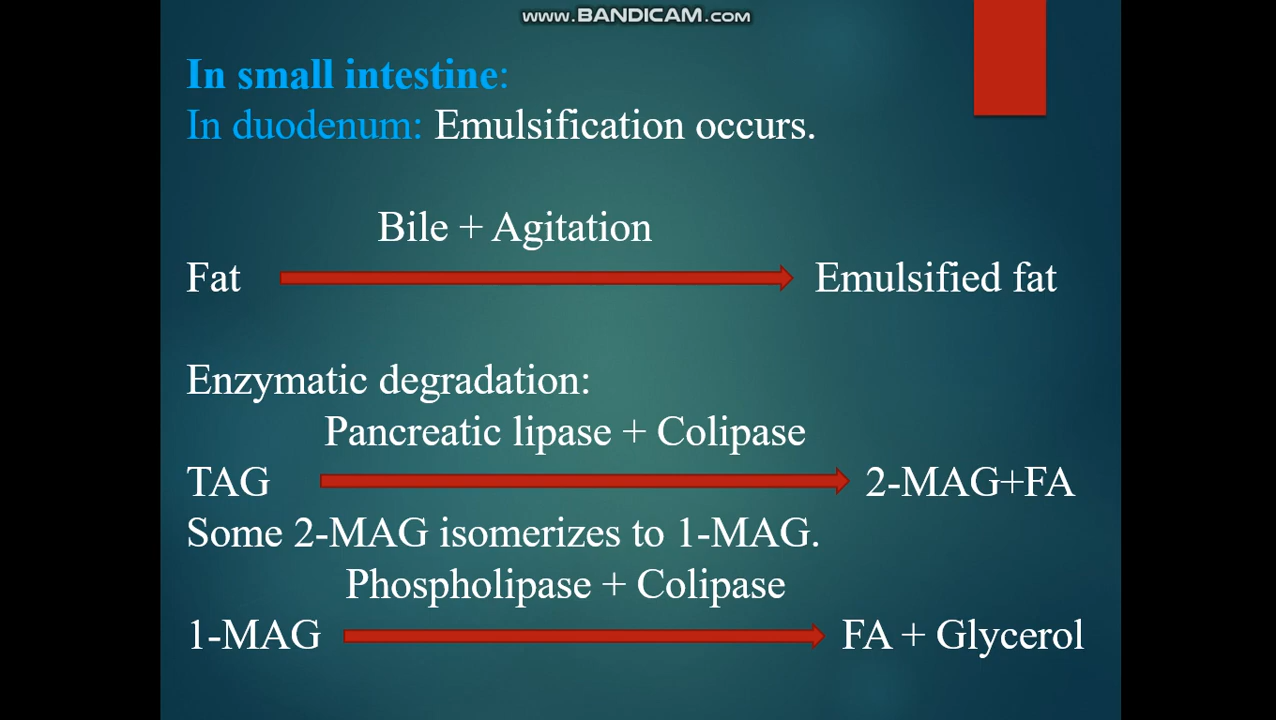 www.BANDICAM.com
In small intestine:
In duodenum: Emulsification occurs.
Bile + Agitation
Fat Emulsified fat
Enzymatic degradation:
Pancreatic lipase + Colipase
TAG 2-MAG+FA
Some 2-MAG isomerizes to 1-MAG.
Phospholipase + Colipase
1-MAG FA + Glycerol